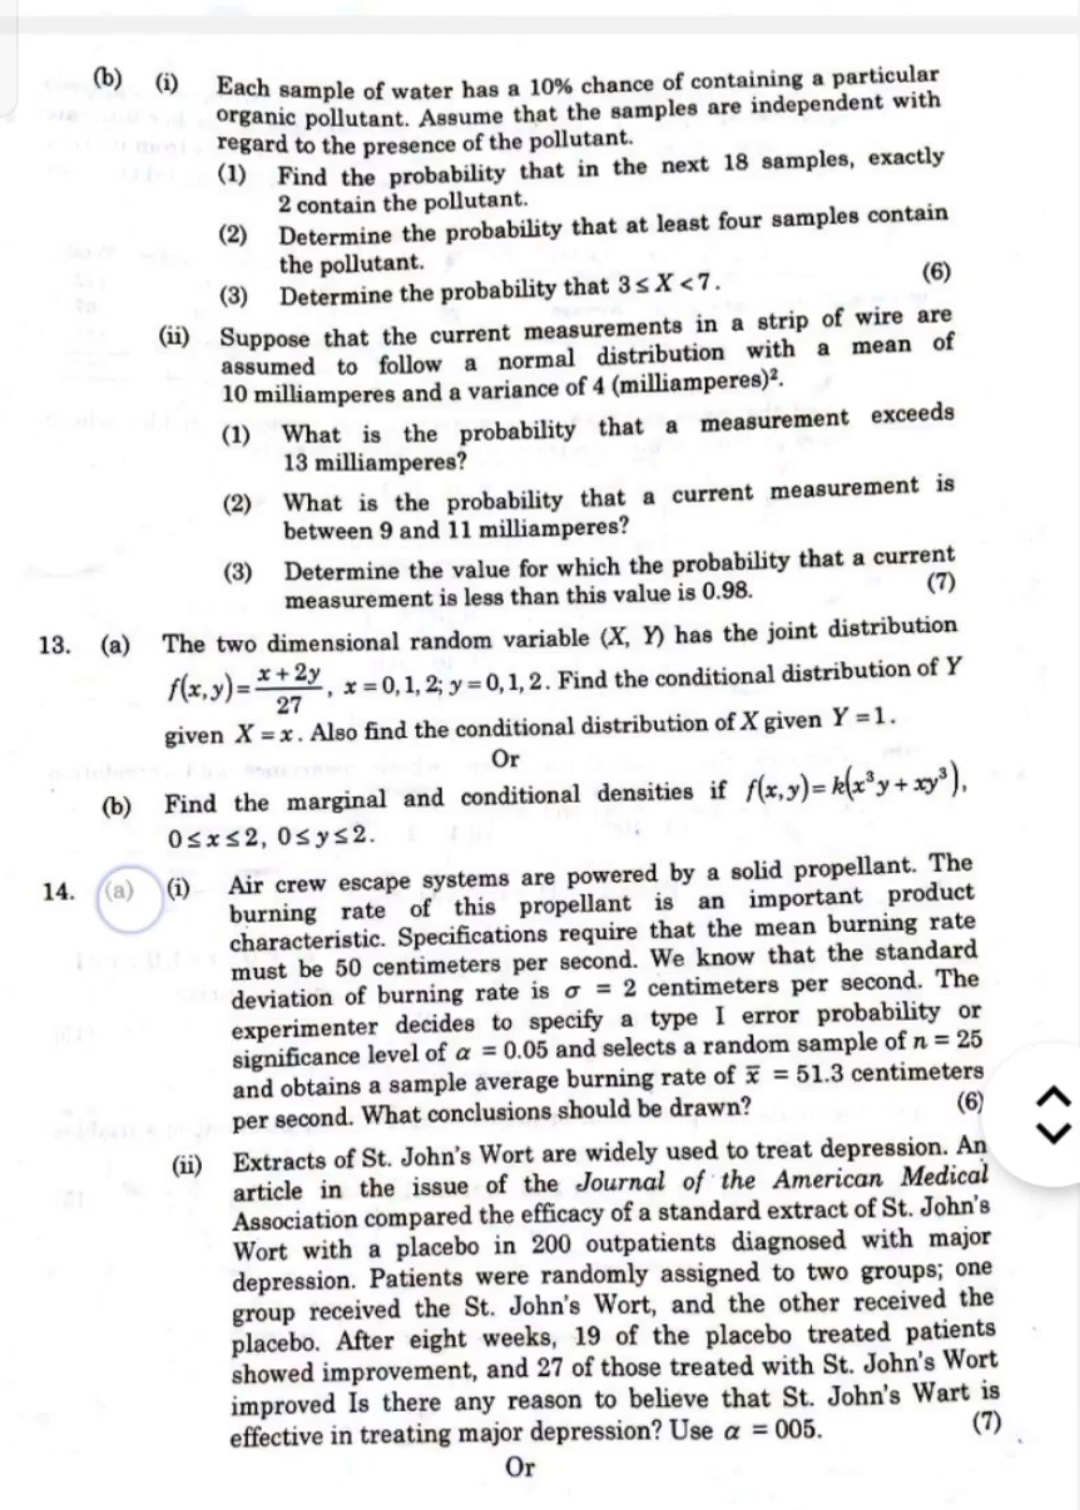 (b) (i) Each sample of water has a 10% chance of containing a particular
organic pollutant. Assume that the samples are independent with
regard to the presence of the pollutant.
(1) Find the probability that in the next 18 samples, exactly
2 contain the pollutant.
(2) Determine the probability that at least four samples contain
the pollutant.
(3) Determine the probability that 3 ≤ X < 7. (6)
(ii) Suppose that the current measurements in a strip of wire are
assumed to follow a normal distribution with a mean of
10 milliamperes and a variance of 4 (milliamperes)².
(1) What is the probability that a measurement exceeds
13 milliamperes?
(2) What is the probability that a current measurement is
between 9 and 11 milliamperes?
(3) Determine the value for which the probability that a current
measurement is less than this value is 0.98. (7)
13. (a) The two dimensional random variable (X, Y) has the joint distribution
f(x,y)= x+2y/27, x = 0,1,2; y = 0,1,2. Find the conditional distribution of Y
given X = x. Also find the conditional distribution of X given Y = 1.
Or
(b) Find the marginal and conditional densities if f(x,y)= k(x³y + xy³),
0≤x≤2, 0≤y≤2.
14. (a) (i) Air crew escape systems are powered by a solid propellant. The
burning rate of this propellant is an important product
characteristic. Specifications require that the mean burning rate
must be 50 centimeters per second. We know that the standard
deviation of burning rate is σ = 2 centimeters per second. The
experimenter decides to specify a type I error probability or
significance level of α = 0.05 and selects a random sample of n = 25
and obtains a sample average burning rate of x̅ = 51.3 centimeters
per second. What conclusions should be drawn? (6)
(ii) Extracts of St. John's Wort are widely used to treat depression. An
article in the issue of the Journal of the American Medical
Association compared the efficacy of a standard extract of St. John's
Wort with a placebo in 200 outpatients diagnosed with major
depression. Patients were randomly assigned to two groups; one
group received the St. John's Wort, and the other received the
placebo. After eight weeks, 19 of the placebo treated patients
showed improvement, and 27 of those treated with St. John's Wort
improved Is there any reason to believe that St. John's Wart is
effective in treating major depression? Use α = 005. (7)
Or